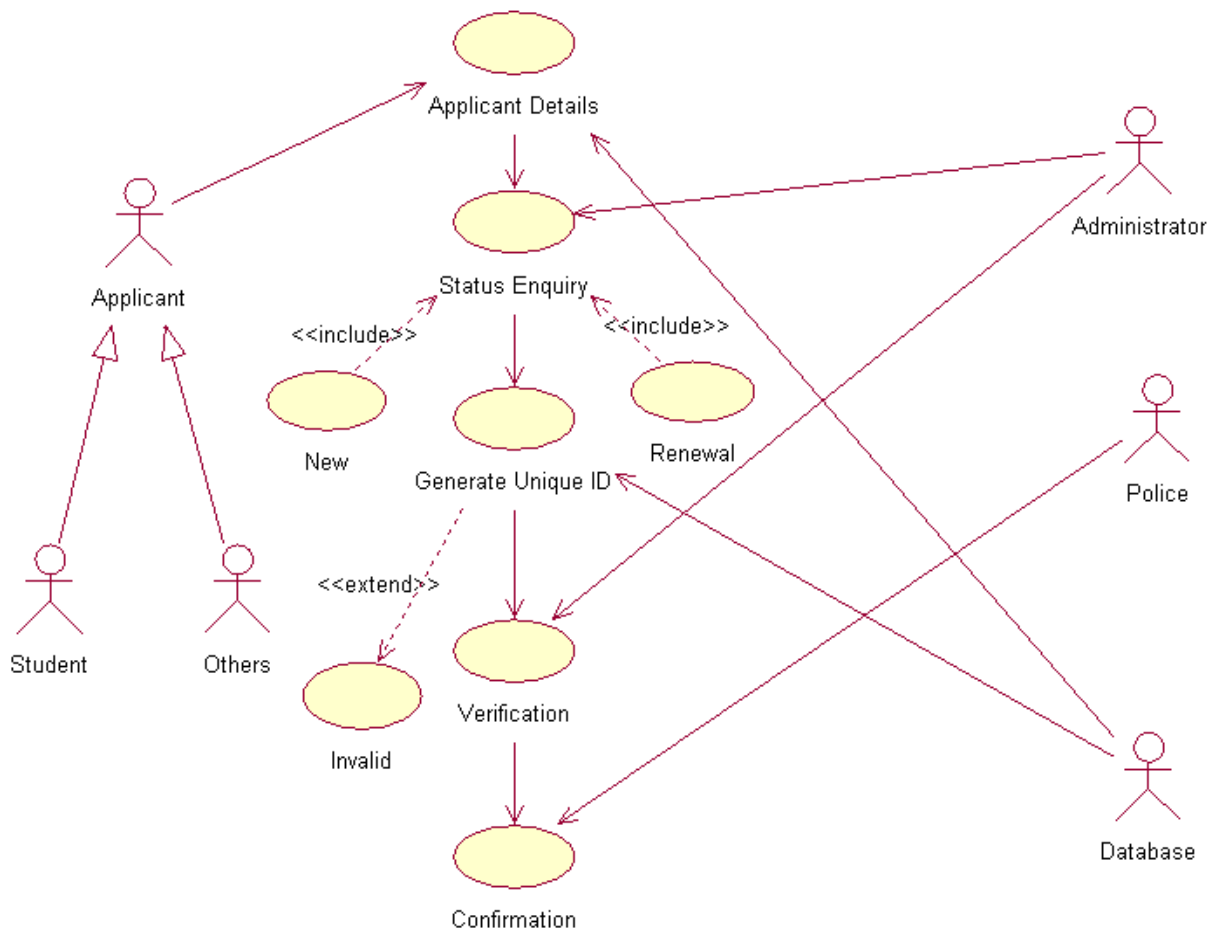 Applicant Details
Administrator
Applicant
Status Enquiry
<<include>>
<<include>>
New
Renewal
Generate Unique ID
Police
<<extend>>
Student
Others
Verification
Invalid
Database
Confirmation